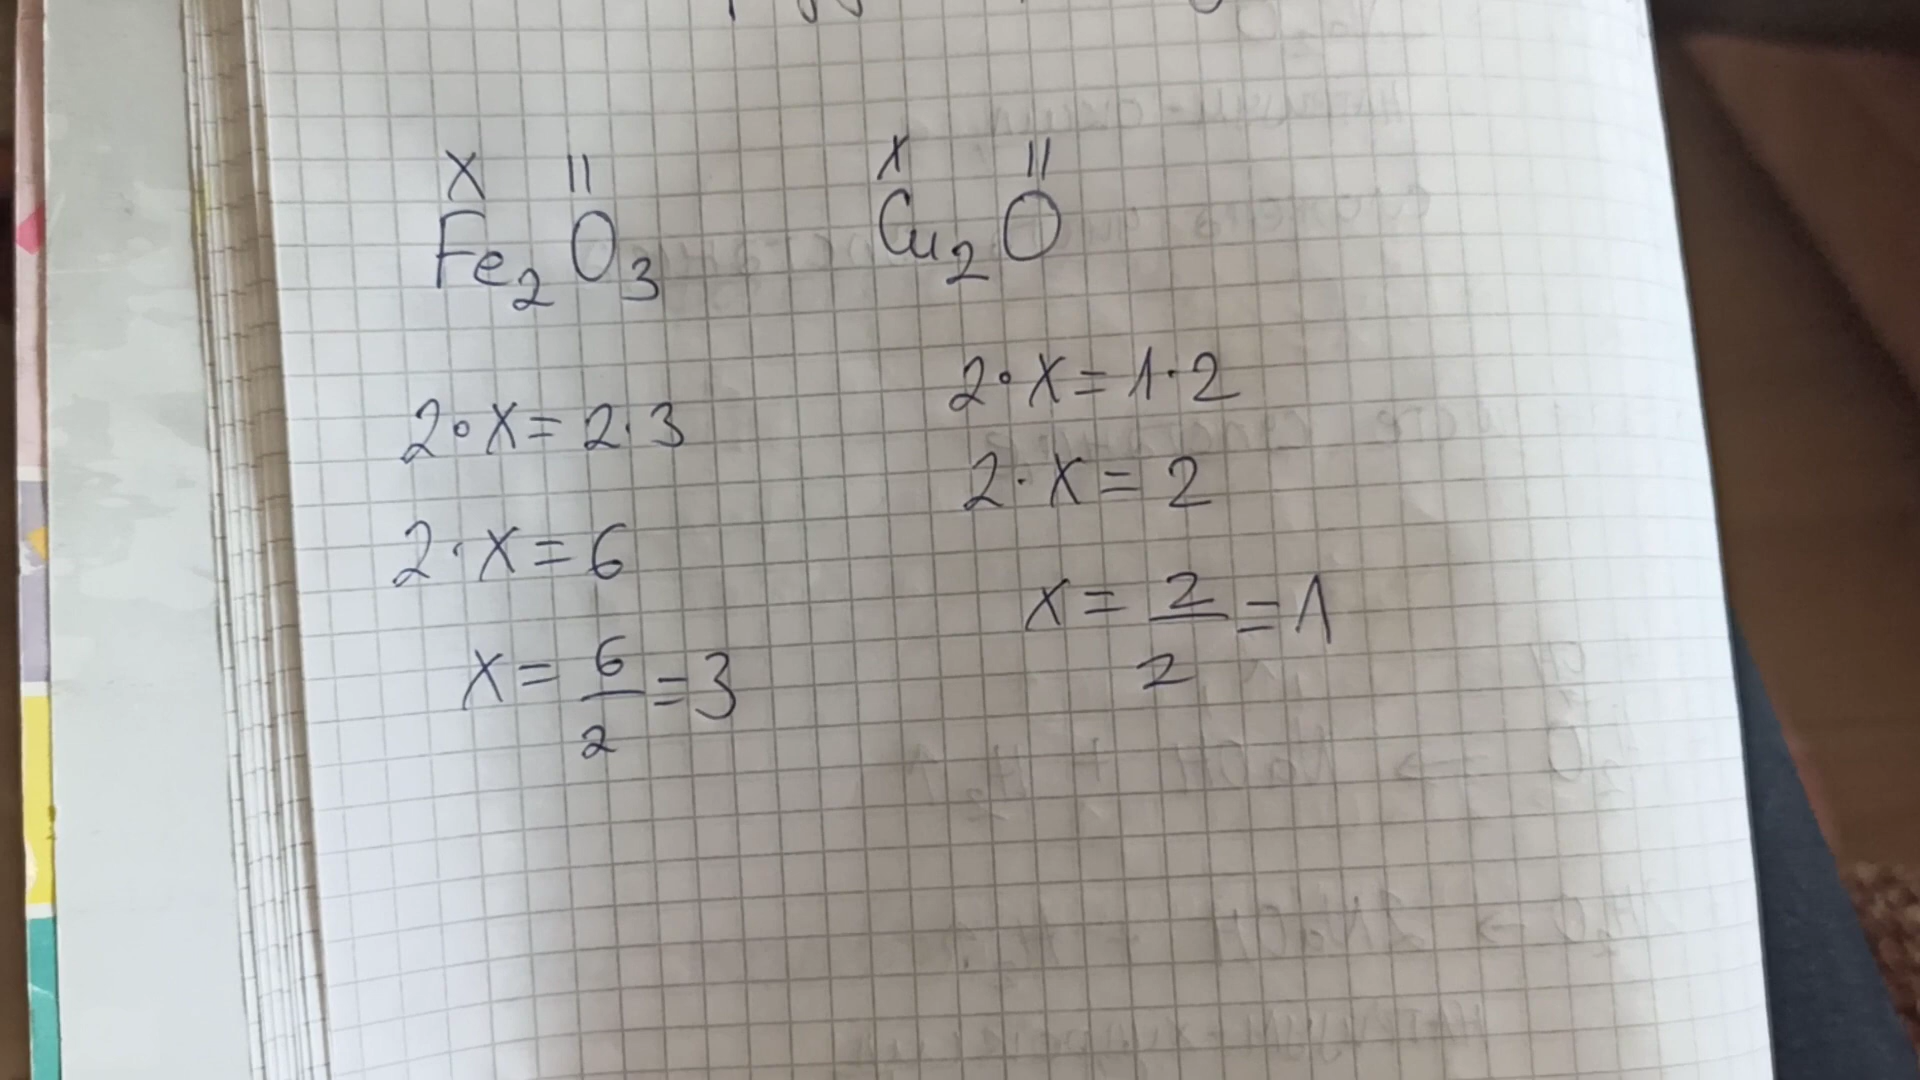 x II x II
Fe2O3 Cu2O
2·x=2·3
2·x=6
x=6/2=3
2·x=1·2
2·x=2
x=2/2=1